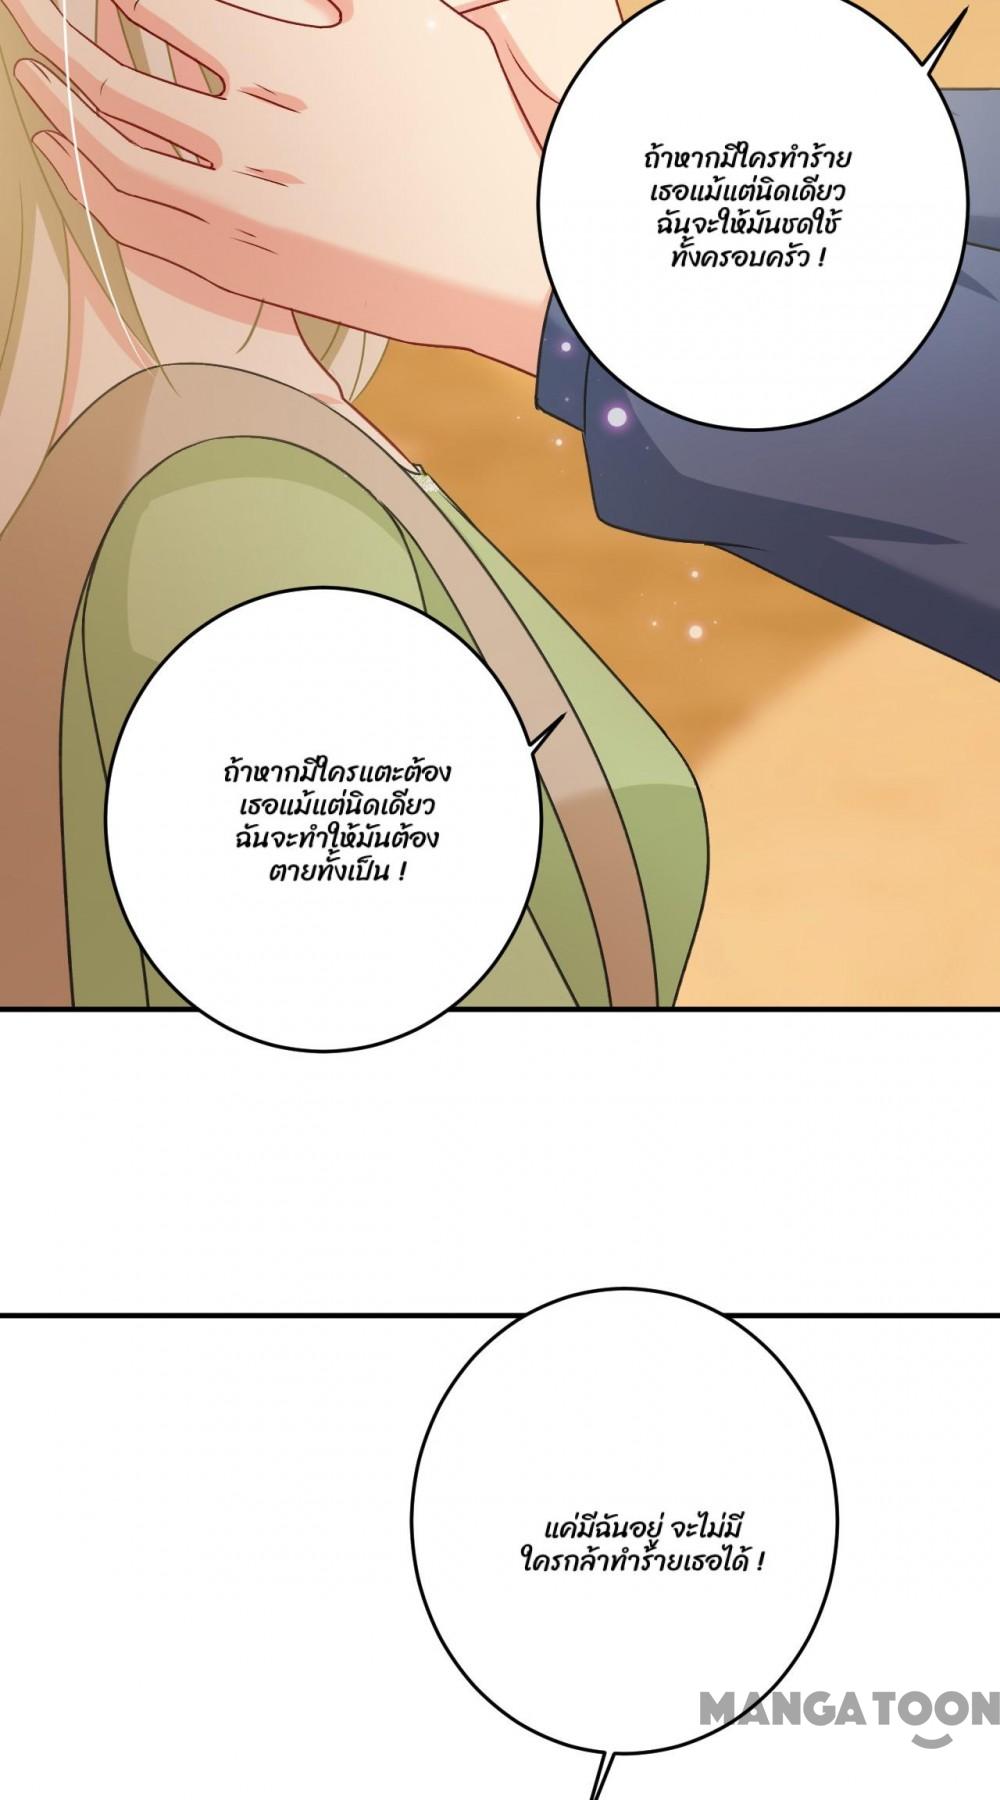 ถ้าหากมีใครทำร้าย
เธอแม้แต่นิดเดียว
ฉันจะให้มันชดใช้
ทั้งครอบครัว !
ถ้าหากมีใครแตะต้อง
เธอแม้แต่นิดเดียว
ฉันจะทำให้มันต้อง
ตายทั้งเป็น !
แค่มีฉันอยู่ จะไม่มี
ใครกล้าทำร้ายเธอได้ !
MANGATOON